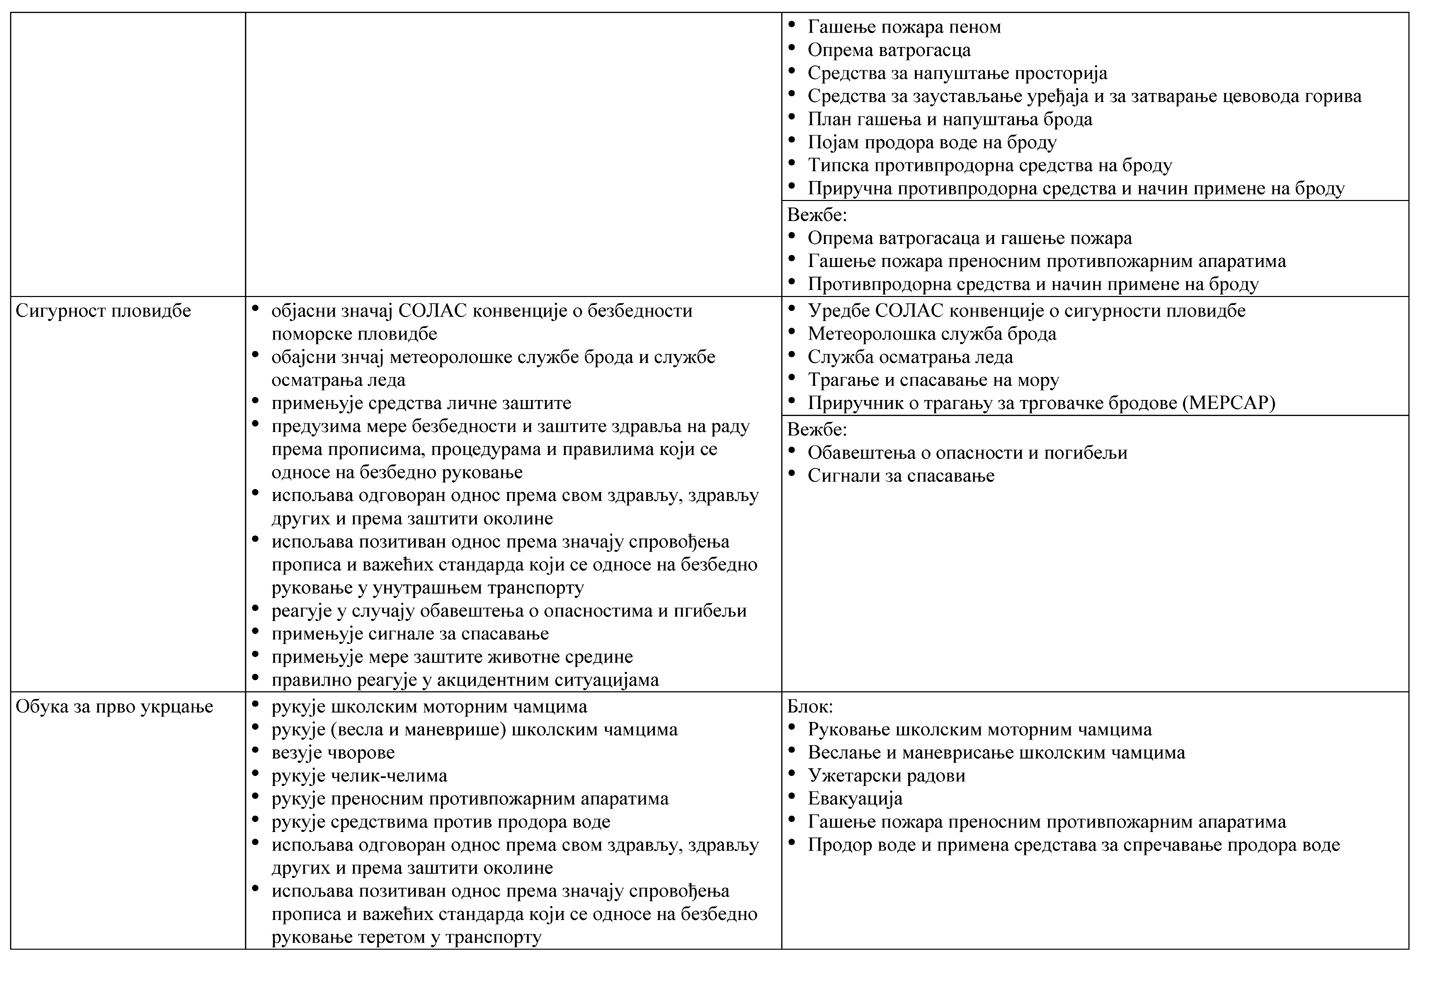 Гашење пожара пеном
Опрема ватрогасца
Средства за напуштање просторија
Средства за заустављање уређаја и за затварање цевовода горива
План гашења и напуштања брода
Појам продора воде на броду
Типска противпродорна средства на броду
Приручна противпродорна средства и начин примене на броду
Вежбе:
Опрема ватрогасаца и гашење пожара
Гашење пожара преносним противпожарним апаратима
Противпродорна средства и начин примене на броду
Сигурност пловидбе
објасни значај СОЛАС конвенције о безбедности
поморске пловидбе
обајсни знчај метеоролошке службе брода и службе
осматрања леда
примењује средства личне заштите
предузима мере безбедности и заштите здравља на раду
према прописима, процедурама и правилима који се
односе на безбедно руковање
испољава одговоран однос према свом здрављу, здрављу
других и према заштити околине
испољава позитиван однос према значају спровођења
прописа и важећих стандарда који се односе на безбедно
руковање у унутрашњем транспорту
реагује у случају обавештења о опасностима и пгибељи
примењује сигнале за спасавање
примењује мере заштите животне средине
правилно реагује у акцидентним ситуацијама
Уредбе СОЛАС конвенције о сигурности пловидбе
Метеоролошка служба брода
Служба осматрања леда
Трагање и спасавање на мору
Приручник о трагању за трговачке бродове (МЕРСАР)
Вежбе:
Обавештења о опасности и погибељи
Сигнали за спасавање
Обука за прво укрцање
рукује школским моторним чамцима
рукује (весла и маневрише) школским чамцима
везује чворове
рукује челик-челима
рукује преносним противпожарним апаратима
рукује средствима против продора воде
испољава одговоран однос према свом здрављу, здрављу
других и према заштити околине
испољава позитиван однос према значају спровођења
прописа и важећих стандарда који се односе на безбедно
руковање теретом у транспорту
Блок:
Руковање школским моторним чамцима
Веслање и маневрисање школским чамцима
Ужетарски радови
Евакуација
Гашење пожара преносним противпожарним апаратима
Продор воде и примена средстава за спречавање продора воде